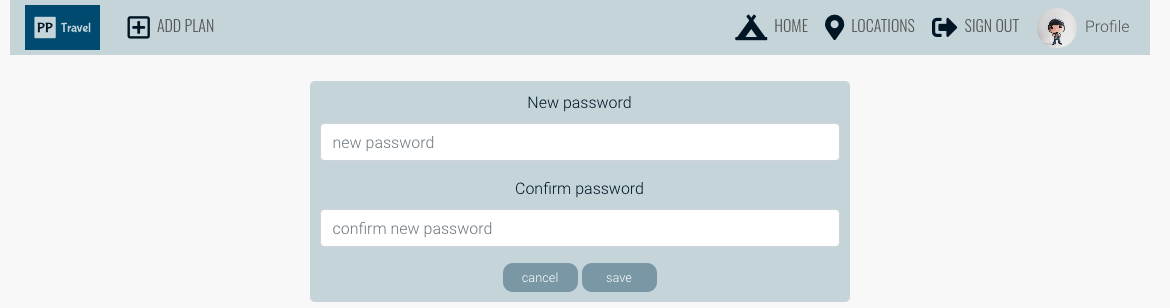 PP Travel ADD PLAN HOME LOCATIONS SIGN OUT Profile
New password
new password
Confirm password
confirm new password
cancel save